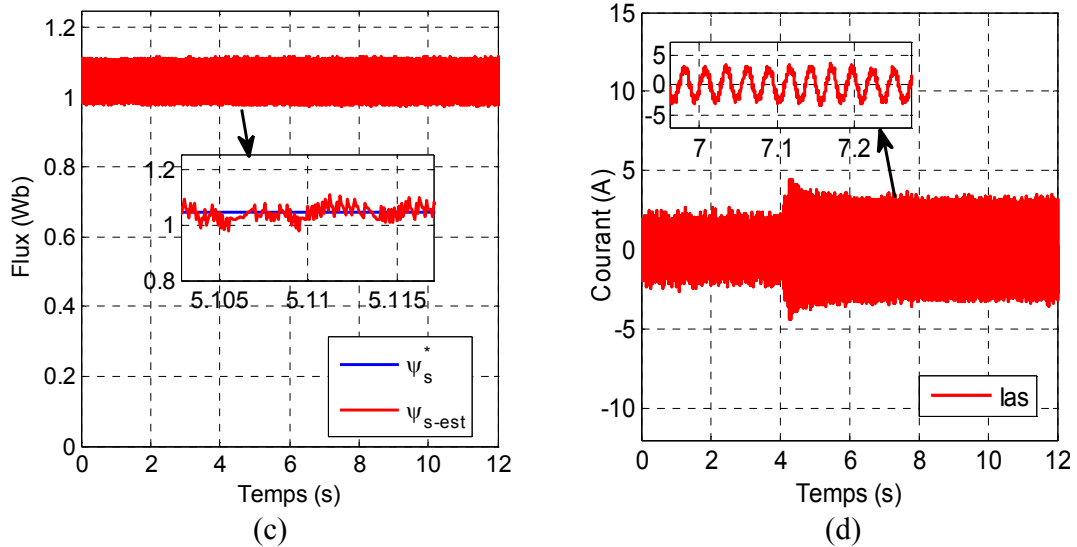 1.2
1
0.8
0.6
0.4
0.2
0
Flux (Wb)
1.2
1
0.8
5.105 5.11 5.115
ψs*
ψs-est
0 2 4 6 8 10 12
Temps (s)
(c)
15
10
5
0
-5
-10
Courant (A)
5
0
-5
7 7.1 7.2
Ias
0 2 4 6 8 10 12
Temps (s)
(d)